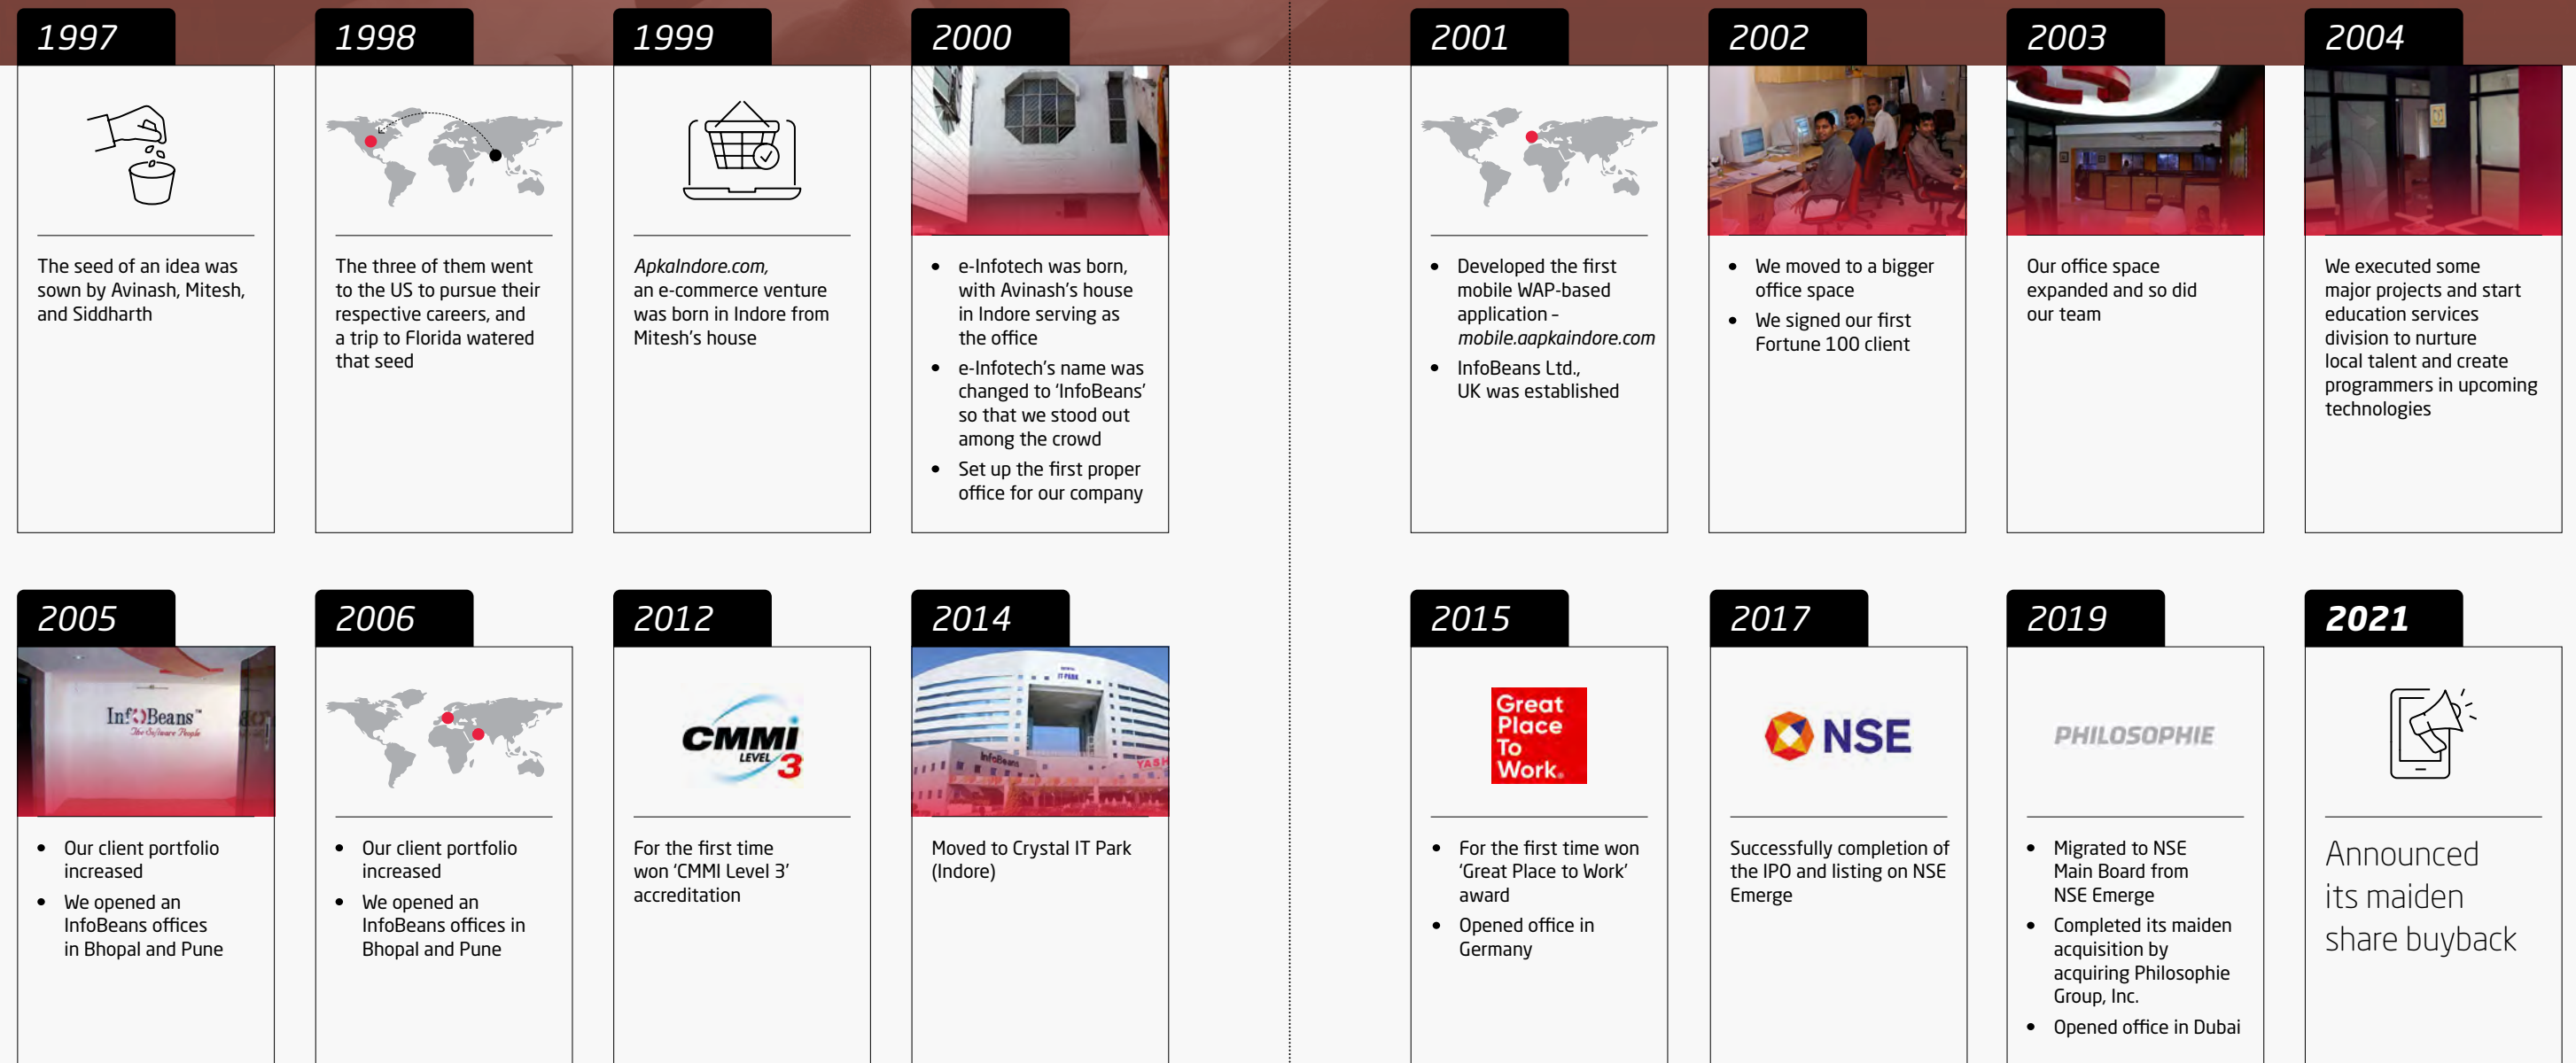 1997
The seed of an idea was
sown by Avinash, Mitesh,
and Siddharth
1998
The three of them went
to the US to pursue their
respective careers, and
a trip to Florida watered
that seed
1999
ApkaIndore.com,
an e-commerce venture
was born in Indore from
Mitesh's house
2000
• e-Infotech was born,
with Avinash's house
in Indore serving as
the office
• e-Infotech's name was
changed to 'InfoBeans'
so that we stood out
among the crowd
• Set up the first proper
office for our company
2001
• Developed the first
mobile WAP-based
application –
mobile.aapkaindore.com
• InfoBeans Ltd.,
UK was established
2002
• We moved to a bigger
office space
• We signed our first
Fortune 100 client
2003
Our office space
expanded and so did
our team
2004
We executed some
major projects and start
education services
division to nurture
local talent and create
programmers in upcoming
technologies
2005
InfoBeans™
The Software People
• Our client portfolio
increased
• We opened an
InfoBeans offices
in Bhopal and Pune
2006
• Our client portfolio
increased
• We opened an
InfoBeans offices in
Bhopal and Pune
2012
CMMi
LEVEL 3
For the first time
won 'CMMI Level 3'
accreditation
2014
IT PARK
InfoBeans
YASH
Moved to Crystal IT Park
(Indore)
2015
Great
Place
To
Work.
• For the first time won
'Great Place to Work'
award
• Opened office in
Germany
2017
NSE
Successfully completion of
the IPO and listing on NSE
Emerge
2019
PHILOSOPHIE
• Migrated to NSE
Main Board from
NSE Emerge
• Completed its maiden
acquisition by
acquiring Philosophie
Group, Inc.
• Opened office in Dubai
2021
Announced
its maiden
share buyback